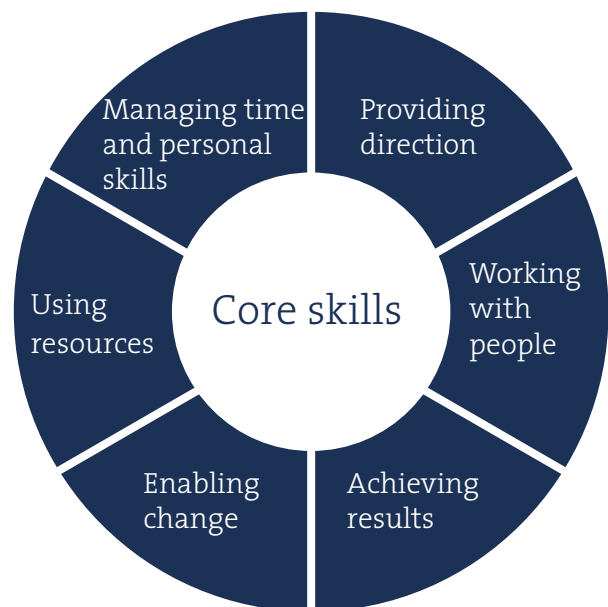 Managing time
and personal
skills
Providing
direction
Using
resources
Core skills
Working
with
people
Enabling
change
Achieving
results